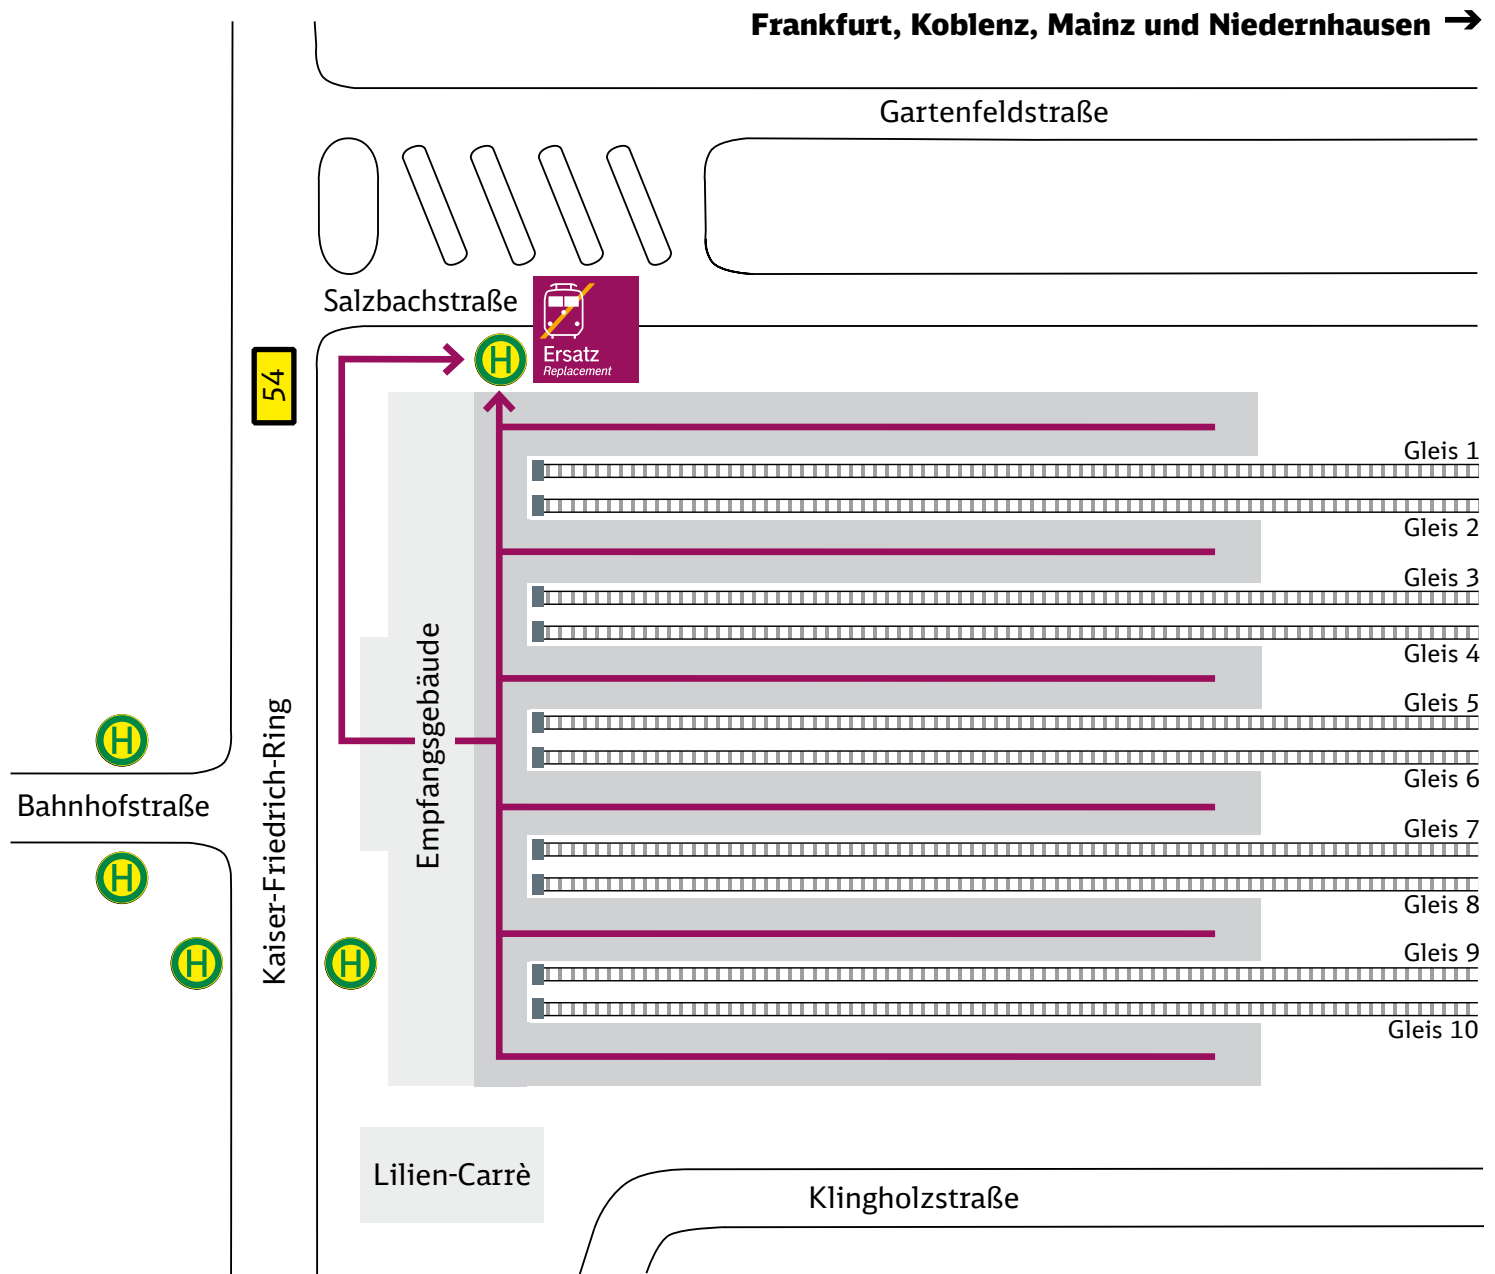 Frankfurt, Koblenz, Mainz und Niedernhausen →
Gartenfeldstraße
Salzbachstraße
Ersatz
Replacement
H
54
Gleis 1
Gleis 2
Gleis 3
Gleis 4
Gleis 5
Gleis 6
Gleis 7
Gleis 8
Gleis 9
Gleis 10
Empfangsgebäude
Kaiser-Friedrich-Ring
H
Bahnhofstraße
H
H
H
Lilien-Carrè
Klingholzstraße